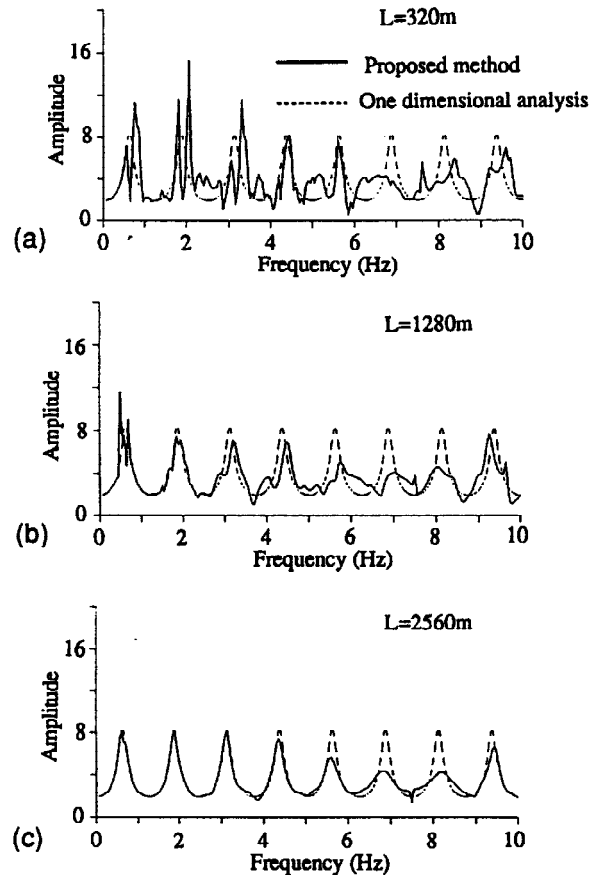 L=320m
16
Proposed method
One dimensional analysis
Amplitude
8
0
0 2 4 6 8 10
(a)
Frequency (Hz)
L=1280m
16
Amplitude
8
0
0 2 4 6 8 10
(b)
Frequency (Hz)
L=2560m
16
Amplitude
8
0
0 2 4 6 8 10
(c)
Frequency (Hz)